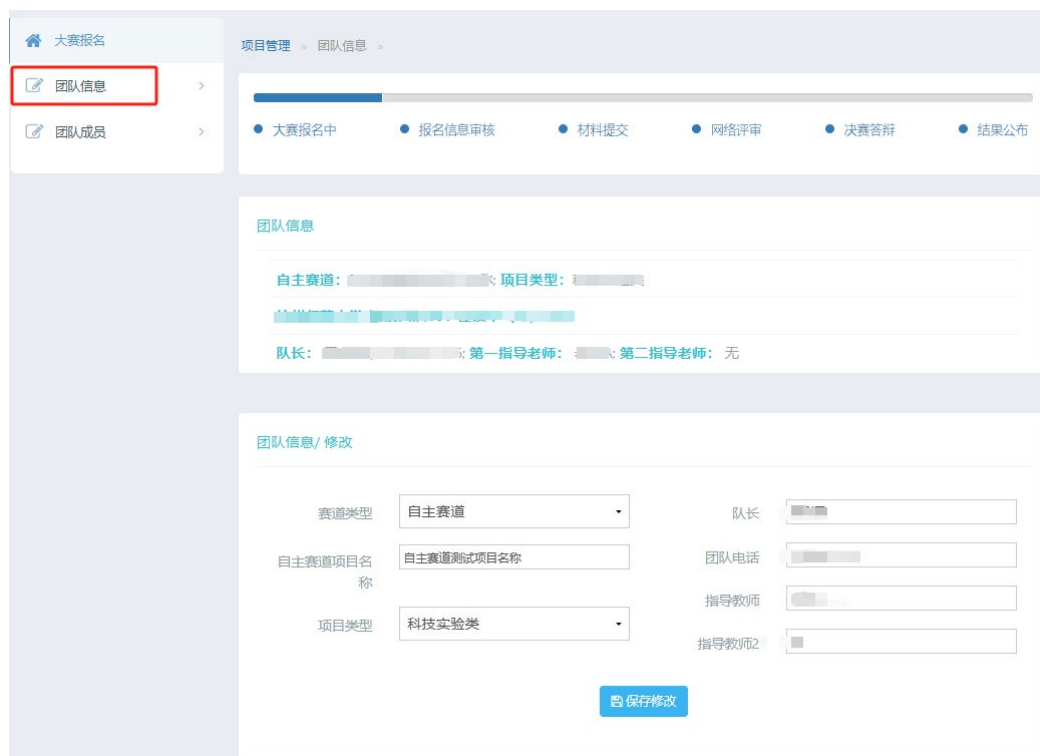 大赛报名
团队信息
团队成员
项目管理 » 团队信息 »
大赛报名中 报名信息审核 材料提交 网络评审 决赛答辩 结果公布
团队信息
自主赛道： 项目类型：
队长： 第一指导老师： 第二指导老师： 无
团队信息/ 修改
赛道类型 自主赛道
自主赛道项目名称 自主赛道测试项目名称
项目类型 科技实验类
队长
团队电话
指导教师
指导教师2
保存修改